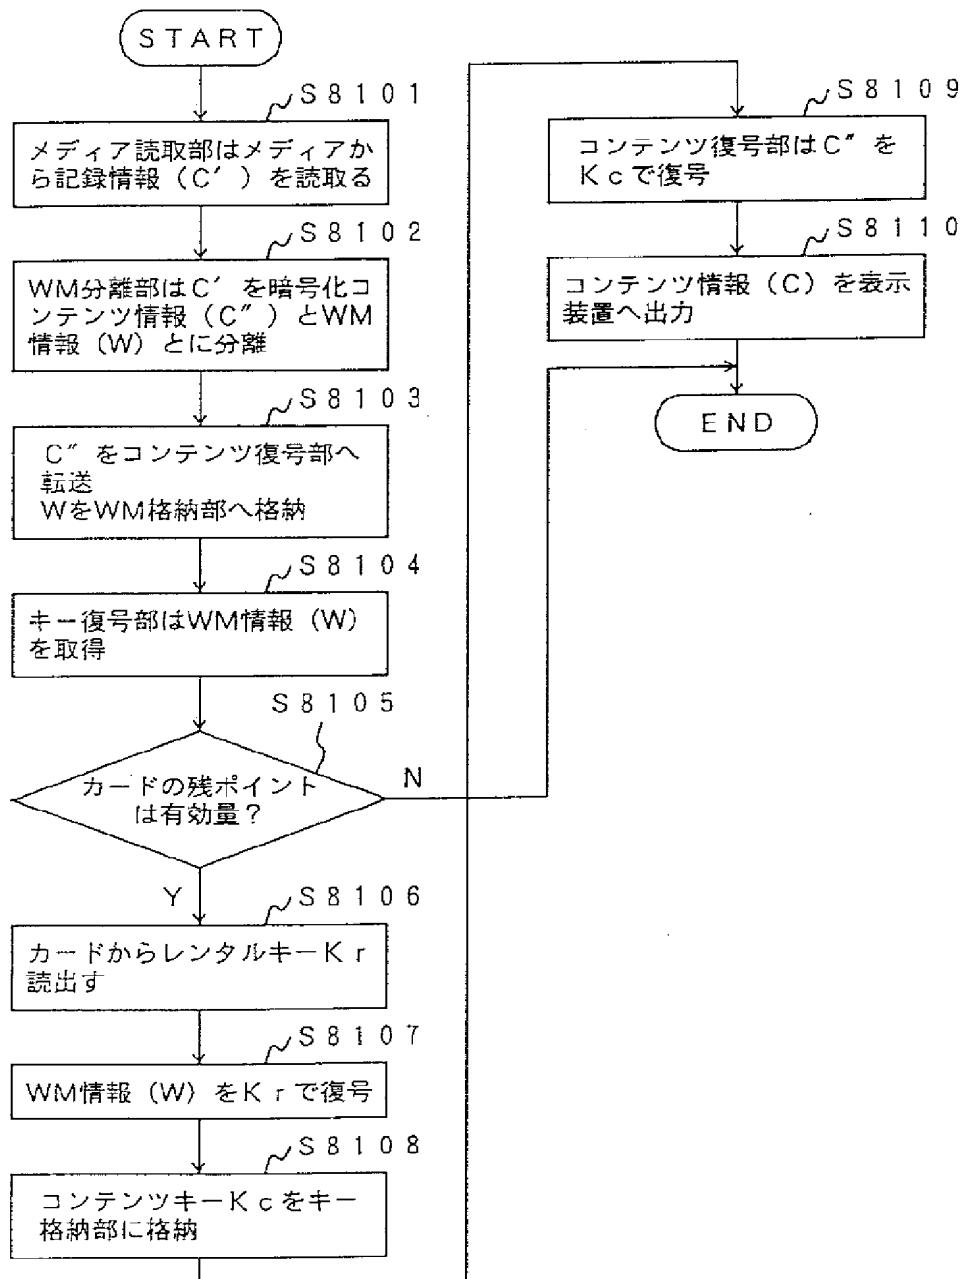 START
S8101
メディア読取部はメディアか
ら記録情報（C′）を読取る
S8102
WM分離部はC′を暗号化コ
ンテンツ情報（C″）とWM
情報（W）とに分離
S8103
C″をコンテンツ復号部へ
転送
WをWM格納部へ格納
S8104
キー復号部はWM情報（W）
を取得
S8105
カードの残ポイント
は有効量？
N
Y
S8106
カードからレンタルキーKr
読出す
S8107
WM情報（W）をKrで復号
S8108
コンテンツキーKcをキー
格納部に格納
S8109
コンテンツ復号部はC″を
Kcで復号
S8110
コンテンツ情報（C）を表示
装置へ出力
END